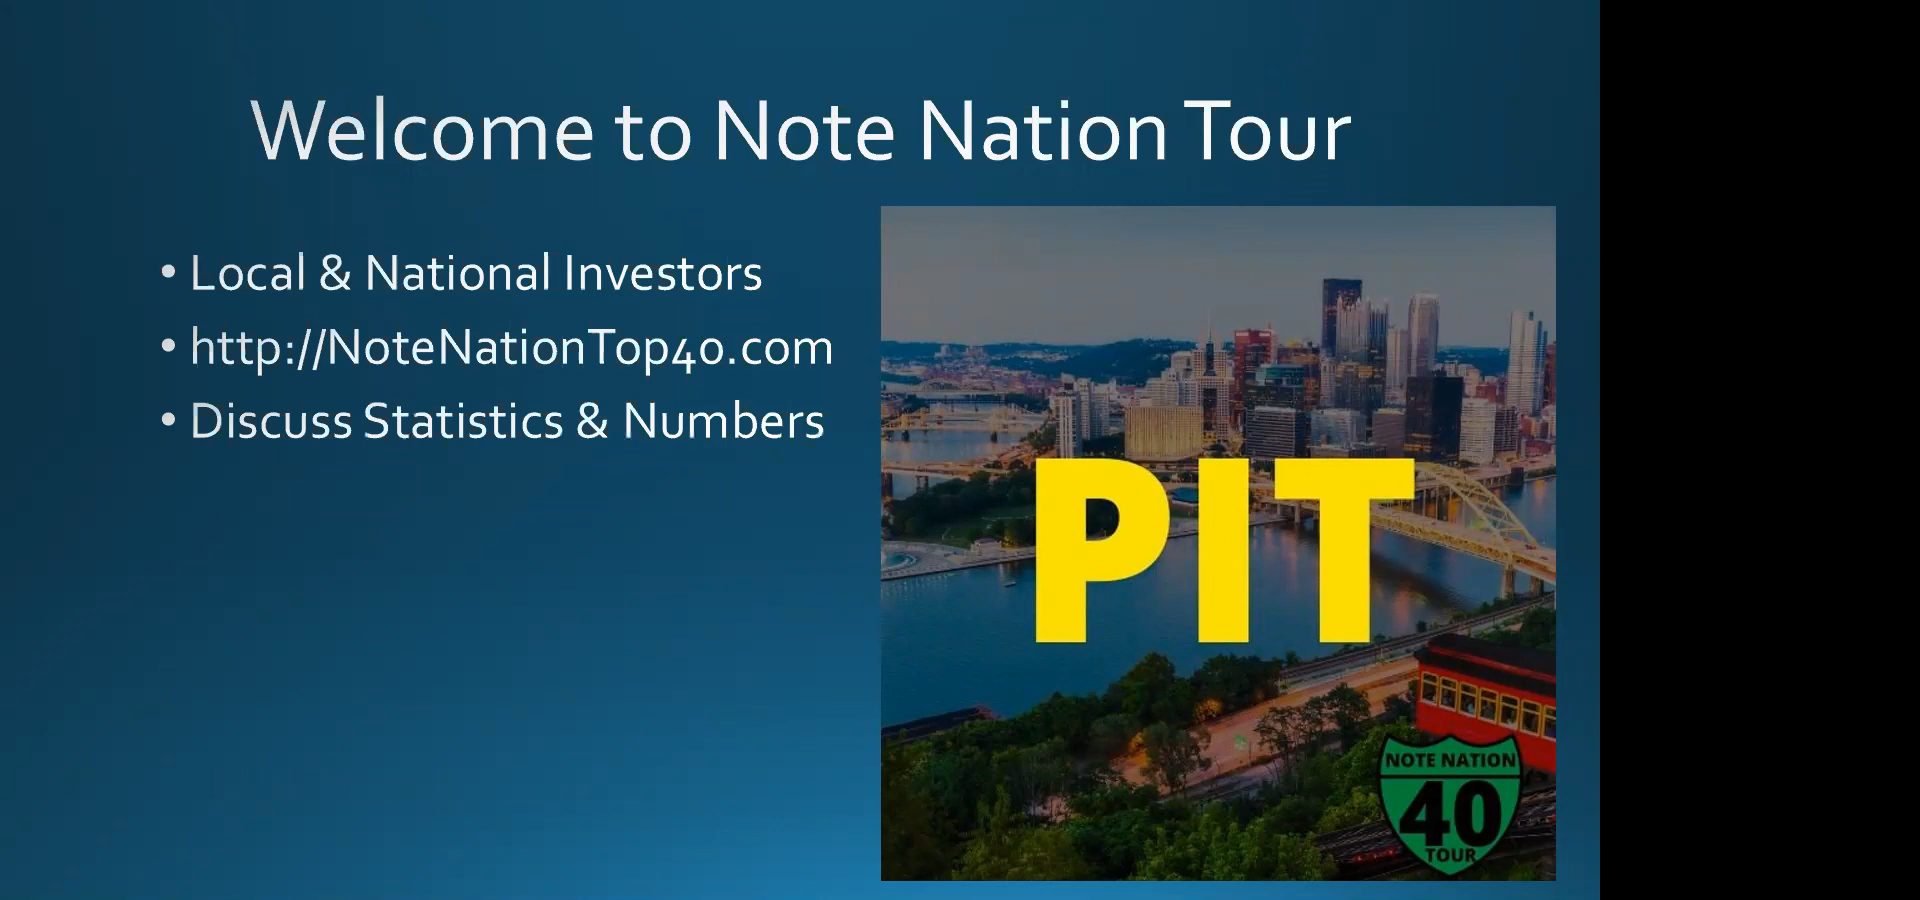 Welcome to Note Nation Tour
• Local & National Investors
• http://NoteNationTop40.com
• Discuss Statistics & Numbers
PIT
NOTE NATION
40
TOUR